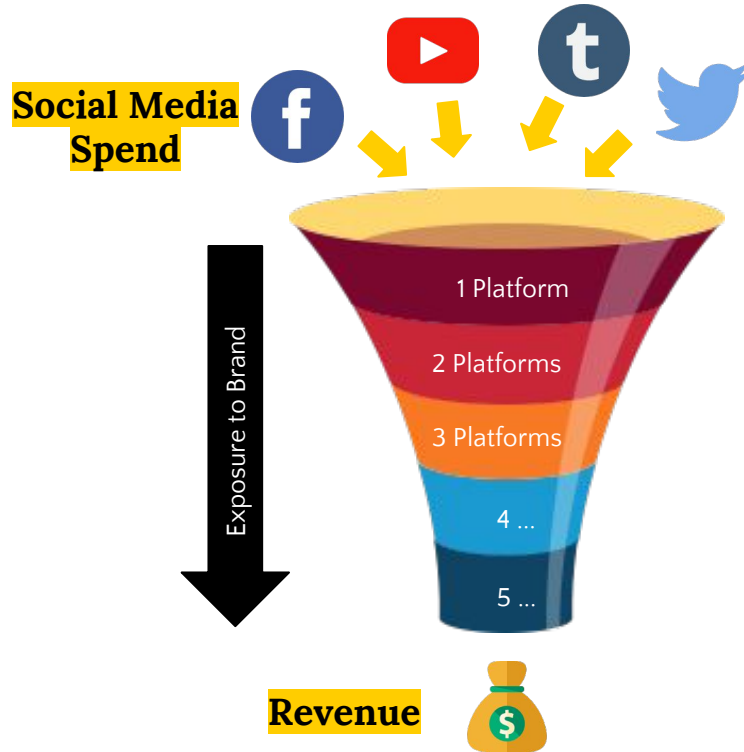 Social Media
Spend
f
t
1 Platform
2 Platforms
3 Platforms
4 ...
5 ...
Exposure to Brand
Revenue
$